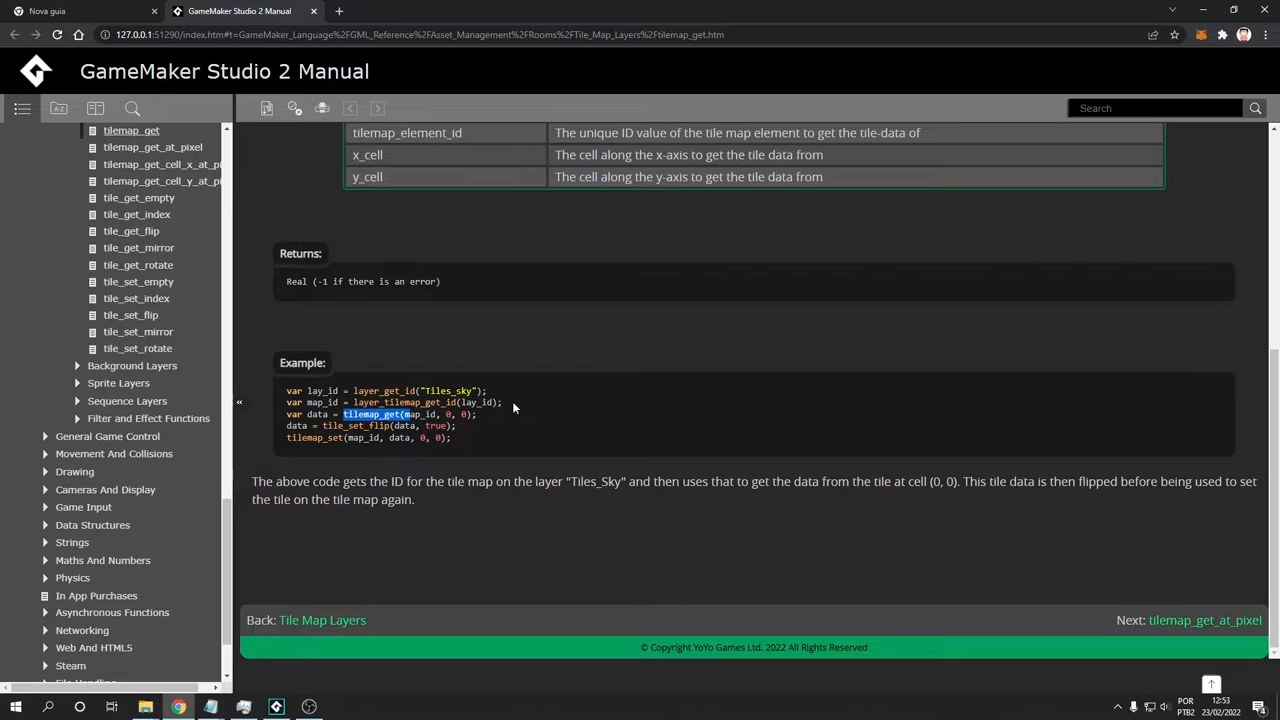 Nova guia
GameMaker Studio 2 Manual
127.0.0.1:51290/index.htm#t=GameMaker_Language%2FGML_Reference%2FAsset_Management%2FRooms%2FTile_Map_Layers%2Ftilemap_get.htm
GameMaker Studio 2 Manual
A-Z
Search
tilemap_get
tilemap_get_at_pixel
tilemap_get_cell_x_at_pi
tilemap_get_cell_y_at_pi
tile_get_empty
tile_get_index
tile_get_flip
tile_get_mirror
tile_get_rotate
tile_set_empty
tile_set_index
tile_set_flip
tile_set_mirror
tile_set_rotate
Background Layers
Sprite Layers
Sequence Layers
Filter and Effect Functions
General Game Control
Movement And Collisions
Drawing
Cameras And Display
Game Input
Data Structures
Strings
Maths And Numbers
Physics
In App Purchases
Asynchronous Functions
Networking
Web And HTML5
Steam
File Handling
«
tilemap_element_id The unique ID value of the tile map element to get the tile-data of
x_cell The cell along the x-axis to get the tile data from
y_cell The cell along the y-axis to get the tile data from
Returns:
Real (-1 if there is an error)
Example:
var lay_id = layer_get_id("Tiles_sky");
var map_id = layer_tilemap_get_id(lay_id);
var data = tilemap_get(map_id, 0, 0);
data = tile_set_flip(data, true);
tilemap_set(map_id, data, 0, 0);
The above code gets the ID for the tile map on the layer "Tiles_Sky" and then uses that to get the data from the tile at cell (0, 0). This tile data is then flipped before being used to set
the tile on the tile map again.
Back: Tile Map Layers
Next: tilemap_get_at_pixel
© Copyright YoYo Games Ltd. 2022 All Rights Reserved
POR
PTB2
12:53
23/02/2022
4